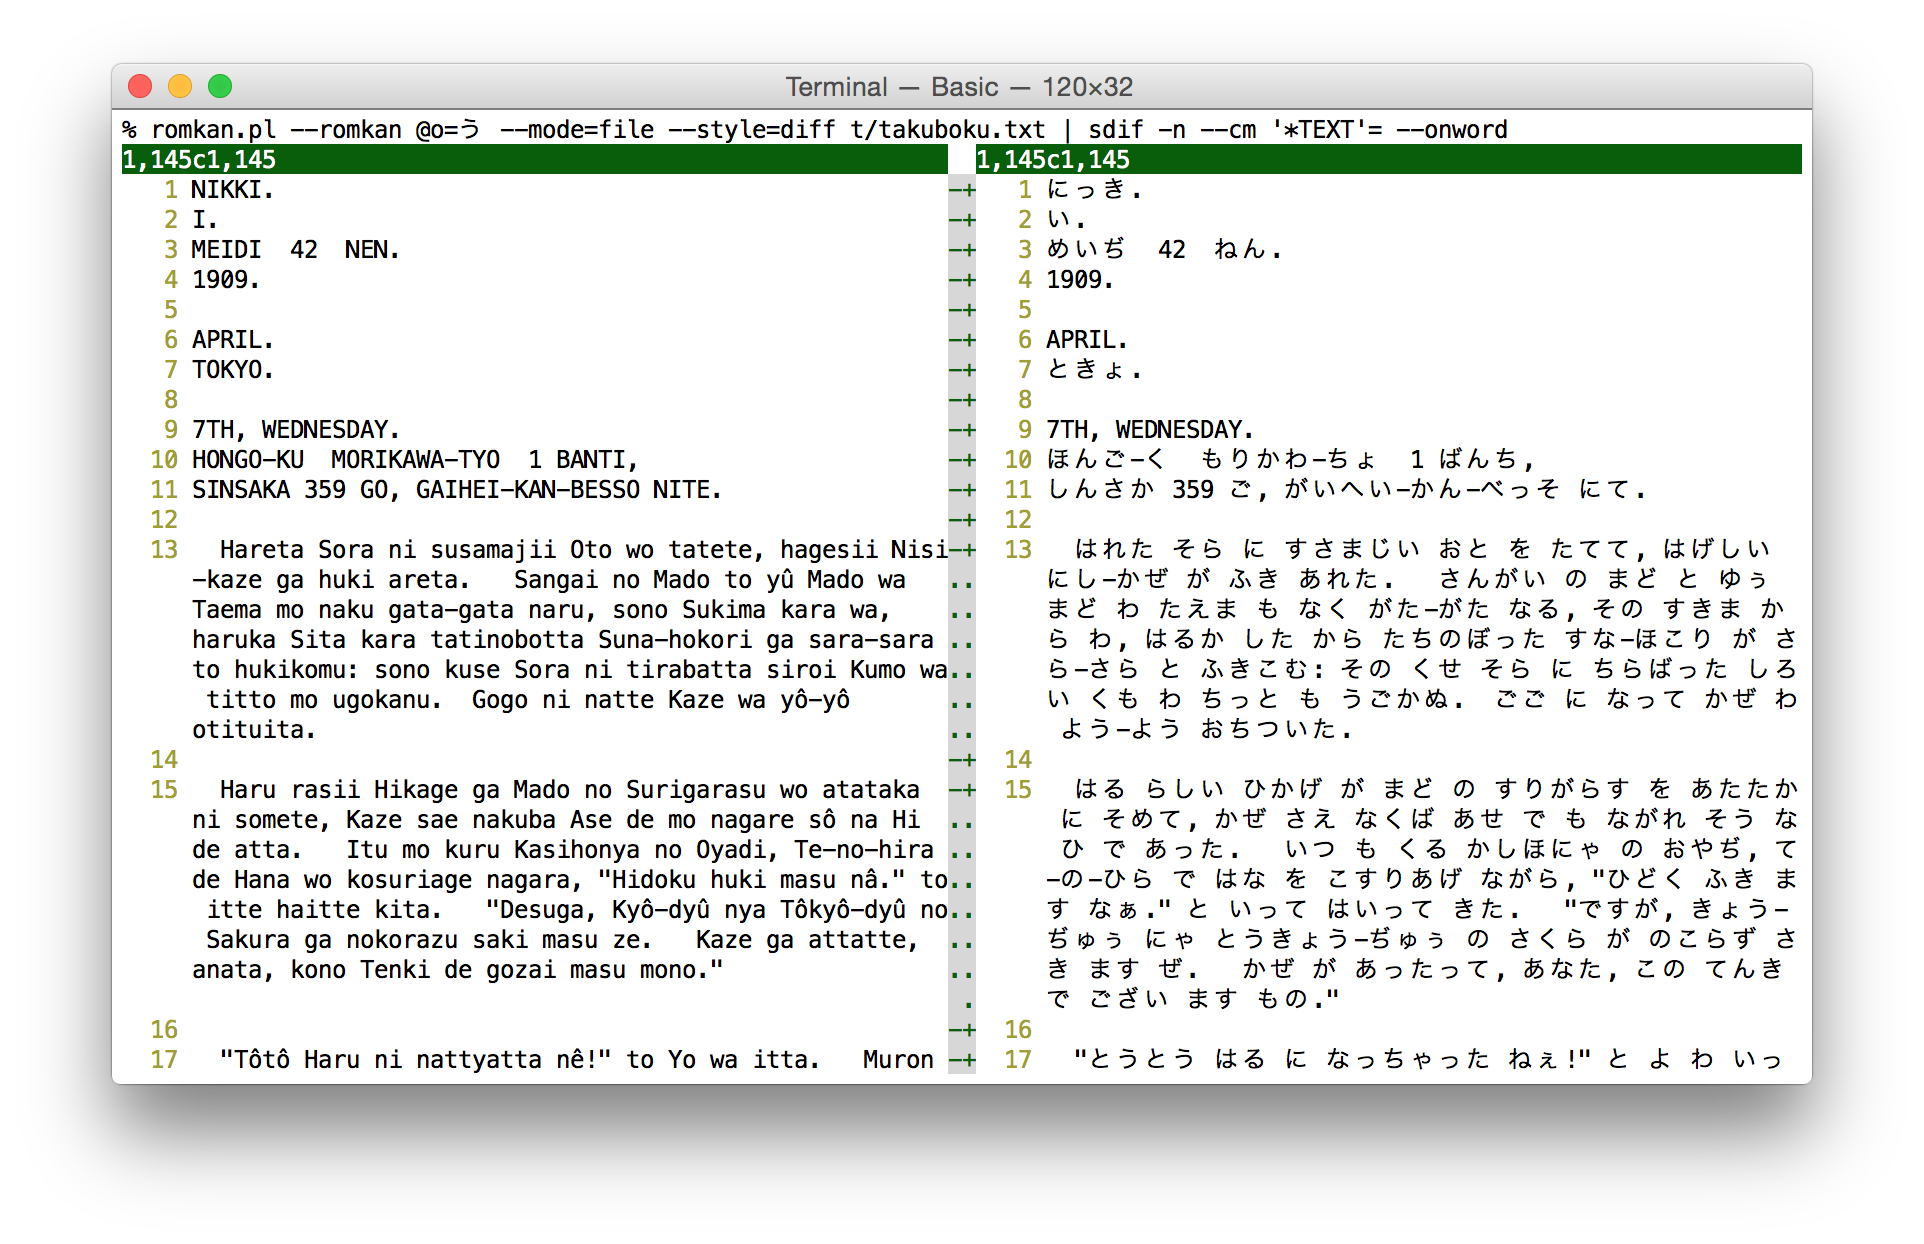 Terminal — Basic — 120×32
% romkan.pl --romkan @o=う --mode=file --style=diff t/takuboku.txt | sdif -n --cm '*TEXT'= --onword
1,145c1,145 1,145c1,145
1 NIKKI. -+ 1 にっき.
2 I. -+ 2 い.
3 MEIDI 42 NEN. -+ 3 めいぢ 42 ねん.
4 1909. -+ 4 1909.
5 -+ 5
6 APRIL. -+ 6 APRIL.
7 TOKYO. -+ 7 ときょ.
8 -+ 8
9 7TH, WEDNESDAY. -+ 9 7TH, WEDNESDAY.
10 HONGO-KU MORIKAWA-TYO 1 BANTI, -+ 10 ほんご-く もりかわ-ちょ 1 ばんち,
11 SINSAKA 359 GO, GAIHEI-KAN-BESSO NITE. -+ 11 しんさか 359 ご, がいへい-かん-べっそ にて.
12 -+ 12
13 Hareta Sora ni susamajii Oto wo tatete, hagesii Nisi -+ 13 はれた そら に すさまじい おと を たてて, はげしい
-kaze ga huki areta. Sangai no Mado to yû Mado wa .. にし-かぜ が ふき あれた. さんがい の まど と ゆぅ
Taema mo naku gata-gata naru, sono Sukima kara wa, .. まど わ たえま も なく がた-がた なる, その すきま か
haruka Sita kara tatinobotta Suna-hokori ga sara-sara .. ら わ, はるか した から たちのぼった すな-ほこり が さ
to hukikomu: sono kuse Sora ni tirabatta siroi Kumo wa .. ら-さら と ふきこむ: その くせ そら に ちらばった しろ
titto mo ugokanu. Gogo ni natte Kaze wa yô-yô .. い くも わ ちっと も うごかぬ. ごご に なって かぜ わ
otituita. .. よう-よう おちついた.
14 -+ 14
15 Haru rasii Hikage ga Mado no Surigarasu wo atataka -+ 15 はる らしい ひかげ が まど の すりがらす を あたたか
ni somete, Kaze sae nakuba Ase de mo nagare sô na Hi .. に そめて, かぜ さえ なくば あせ で も ながれ そう な
de atta. Itu mo kuru Kasihonya no Oyadi, Te-no-hira .. ひ で あった. いつ も くる かしほにゃ の おやぢ, て
de Hana wo kosuriage nagara, "Hidoku huki masu nâ." to .. -の-ひら で はな を こすりあげ ながら, "ひどく ふき ま
itte haitte kita. "Desuga, Kyô-dyû nya Tôkyô-dyû no .. す なぁ." と いって はいって きた. "ですが, きょう-
Sakura ga nokorazu saki masu ze. Kaze ga attatte, .. ぢゅぅ にゃ とうきょう-ぢゅぅ の さくら が のこらず さ
anata, kono Tenki de gozai masu mono." .. き ます ぜ. かぜ が あったって, あなた, この てんき
. で ござい ます もの."
16 -+ 16
17 "Tôtô Haru ni nattyatta nê!" to Yo wa itta. Muron -+ 17 "とうとう はる に なっちゃった ねぇ!" と よ わ いっ